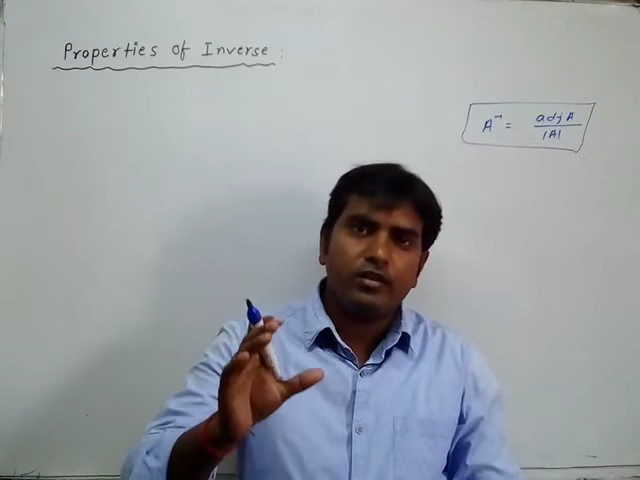 Properties of Inverse :
A⁻¹ = adj A / |A|